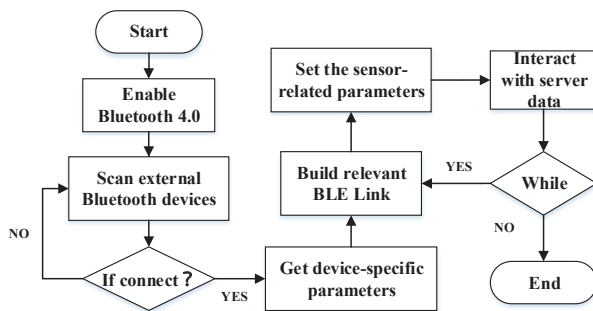 Start
Enable
Bluetooth 4.0
Scan external
Bluetooth devices
NO
If connect？
YES
Get device-specific
parameters
Build relevant
BLE Link
Set the sensor-
related parameters
Interact
with server
data
YES
While
NO
End